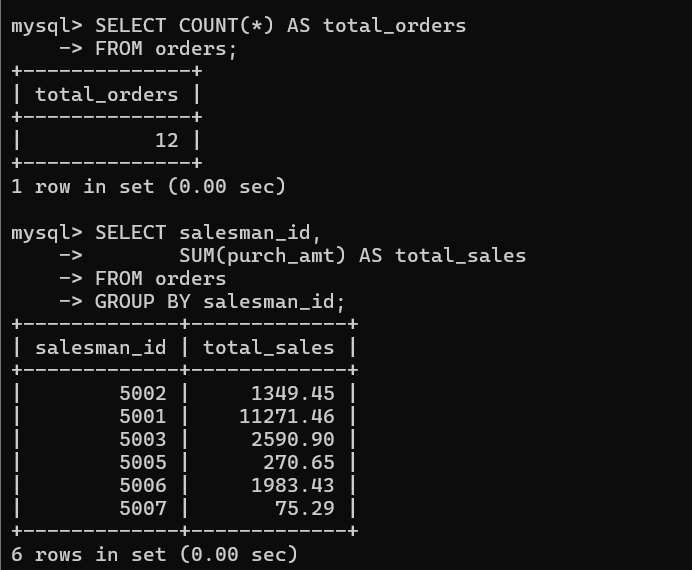 mysql> SELECT COUNT(*) AS total_orders
    -> FROM orders;
+--------------+
| total_orders |
+--------------+
|           12 |
+--------------+
1 row in set (0.00 sec)

mysql> SELECT salesman_id,
    ->        SUM(purch_amt) AS total_sales
    -> FROM orders
    -> GROUP BY salesman_id;
+-------------+-------------+
| salesman_id | total_sales |
+-------------+-------------+
|        5002 |     1349.45 |
|        5001 |    11271.46 |
|        5003 |     2590.90 |
|        5005 |      270.65 |
|        5006 |     1983.43 |
|        5007 |       75.29 |
+-------------+-------------+
6 rows in set (0.00 sec)